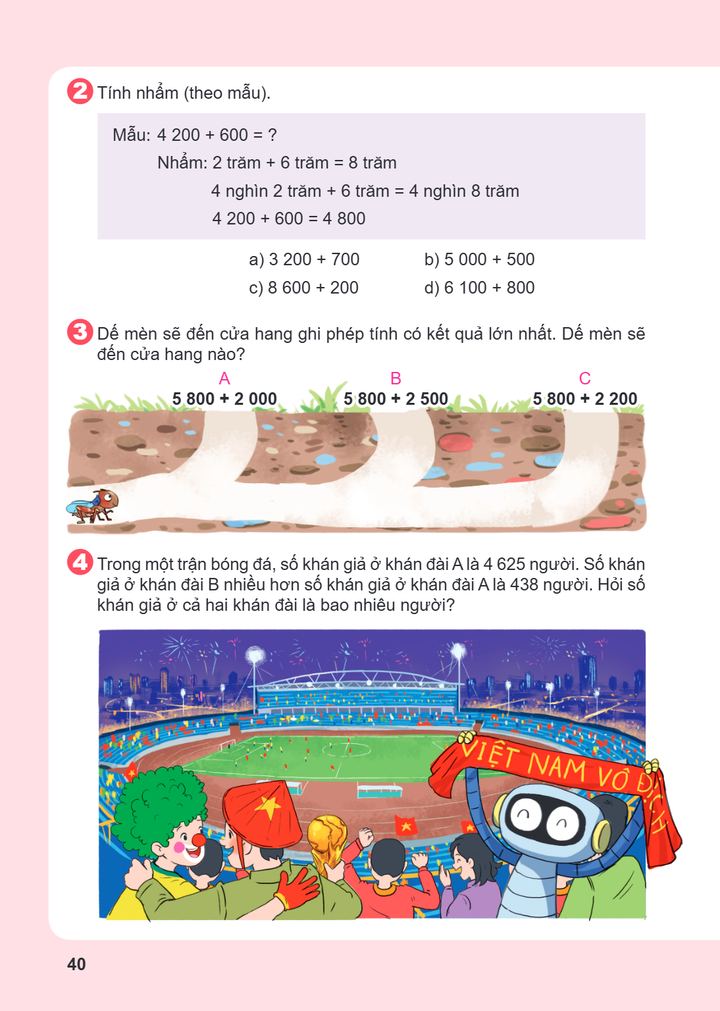 2 Tính nhẩm (theo mẫu).
Mẫu: 4 200 + 600 = ?
Nhẩm: 2 trăm + 6 trăm = 8 trăm
4 nghìn 2 trăm + 6 trăm = 4 nghìn 8 trăm
4 200 + 600 = 4 800
a) 3 200 + 700 b) 5 000 + 500
c) 8 600 + 200 d) 6 100 + 800
3 Dế mèn sẽ đến cửa hang ghi phép tính có kết quả lớn nhất. Dế mèn sẽ
đến cửa hang nào?
A B C
5 800 + 2 000 5 800 + 2 500 5 800 + 2 200
4 Trong một trận bóng đá, số khán giả ở khán đài A là 4 625 người. Số khán
giả ở khán đài B nhiều hơn số khán giả ở khán đài A là 438 người. Hỏi số
khán giả ở cả hai khán đài là bao nhiêu người?
VIỆT NAM VÔ ĐỊCH
40